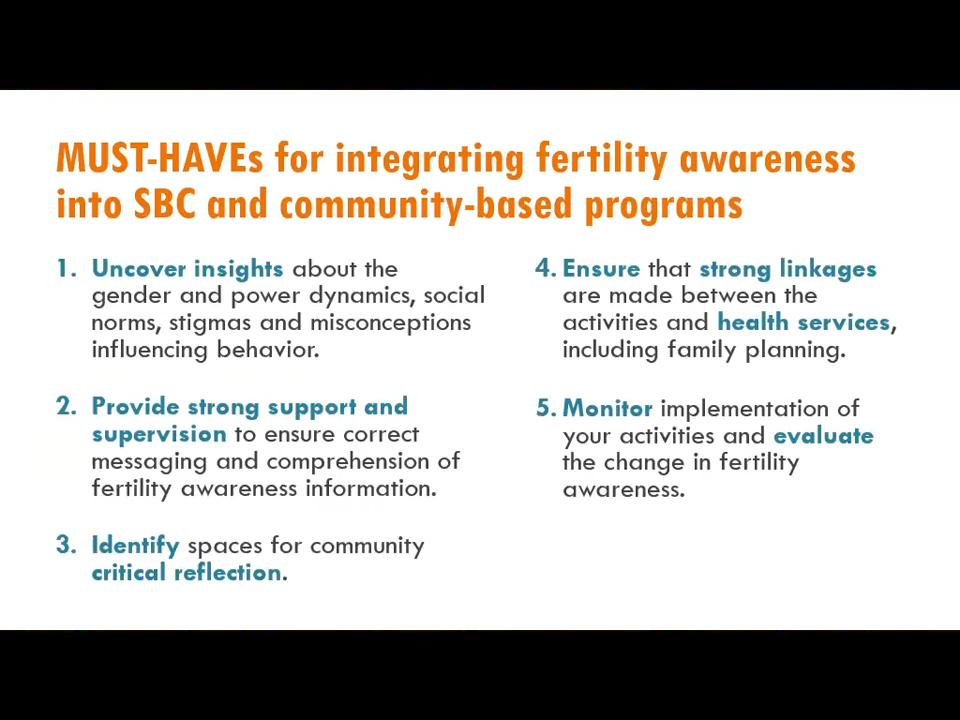 MUST-HAVEs for integrating fertility awareness
into SBC and community-based programs
1. Uncover insights about the
gender and power dynamics, social
norms, stigmas and misconceptions
influencing behavior.
2. Provide strong support and
supervision to ensure correct
messaging and comprehension of
fertility awareness information.
3. Identify spaces for community
critical reflection.
4. Ensure that strong linkages
are made between the
activities and health services,
including family planning.
5. Monitor implementation of
your activities and evaluate
the change in fertility
awareness.